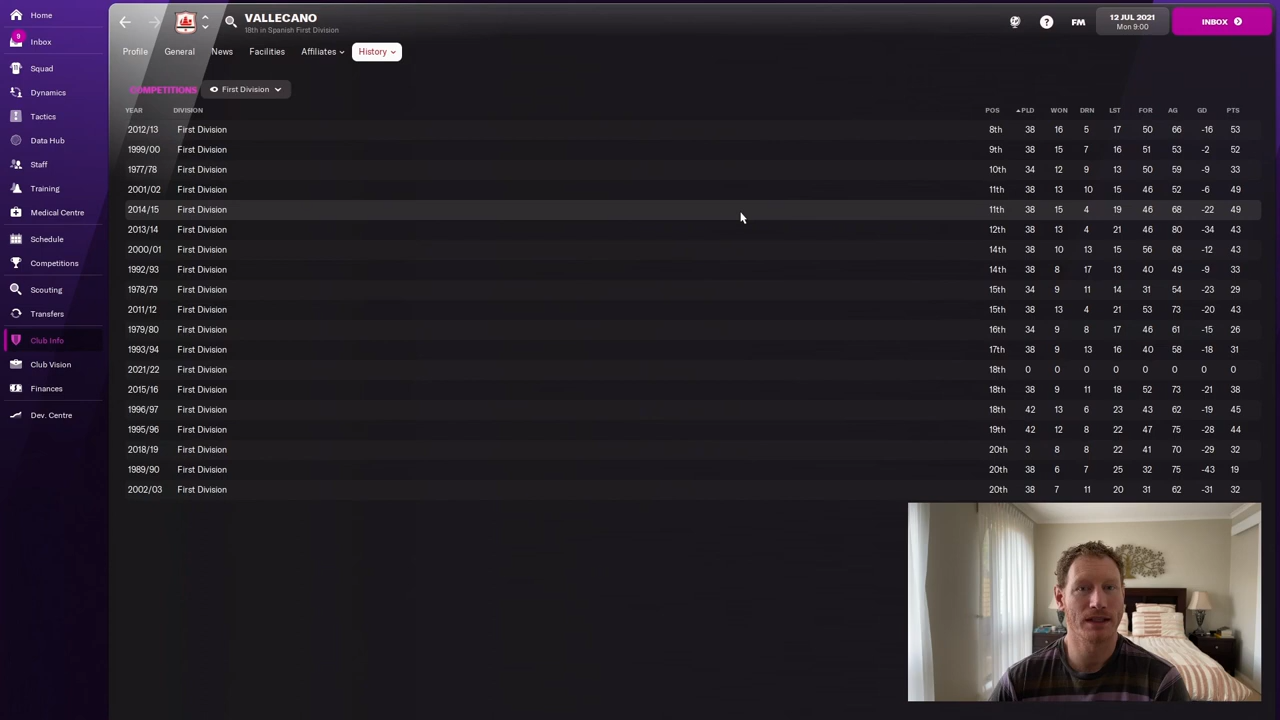 Home
9
Inbox
Squad
Dynamics
Tactics
Data Hub
Staff
Training
Medical Centre
Schedule
Competitions
Scouting
Transfers
Club Info
Club Vision
Finances
Dev. Centre
VALLECANO
18th in Spanish First Division
? FM
12 JUL 2021
Mon 9:00
INBOX
Profile General News Facilities Affiliates History
COMPETITIONS First Division
YEAR DIVISION POS PLD WON DRN LST FOR AG GD PTS
2012/13 First Division 8th 38 16 5 17 50 66 -16 53
1999/00 First Division 9th 38 15 7 16 51 53 -2 52
1977/78 First Division 10th 34 12 9 13 50 59 -9 33
2001/02 First Division 11th 38 13 10 15 46 52 -6 49
2014/15 First Division 11th 38 15 4 19 46 68 -22 49
2013/14 First Division 12th 38 13 4 21 46 80 -34 43
2000/01 First Division 14th 38 10 13 15 56 68 -12 43
1992/93 First Division 14th 38 8 17 13 40 49 -9 33
1978/79 First Division 15th 34 9 11 14 31 54 -23 29
2011/12 First Division 15th 38 13 4 21 53 73 -20 43
1979/80 First Division 16th 34 9 8 17 46 61 -15 26
1993/94 First Division 17th 38 9 13 16 40 58 -18 31
2021/22 First Division 18th 0 0 0 0 0 0 0 0
2015/16 First Division 18th 38 9 11 18 52 73 -21 38
1996/97 First Division 18th 42 13 6 23 43 62 -19 45
1995/96 First Division 19th 42 12 8 22 47 75 -28 44
2018/19 First Division 20th 3 8 8 22 41 70 -29 32
1989/90 First Division 20th 38 6 7 25 32 75 -43 19
2002/03 First Division 20th 38 7 11 20 31 62 -31 32